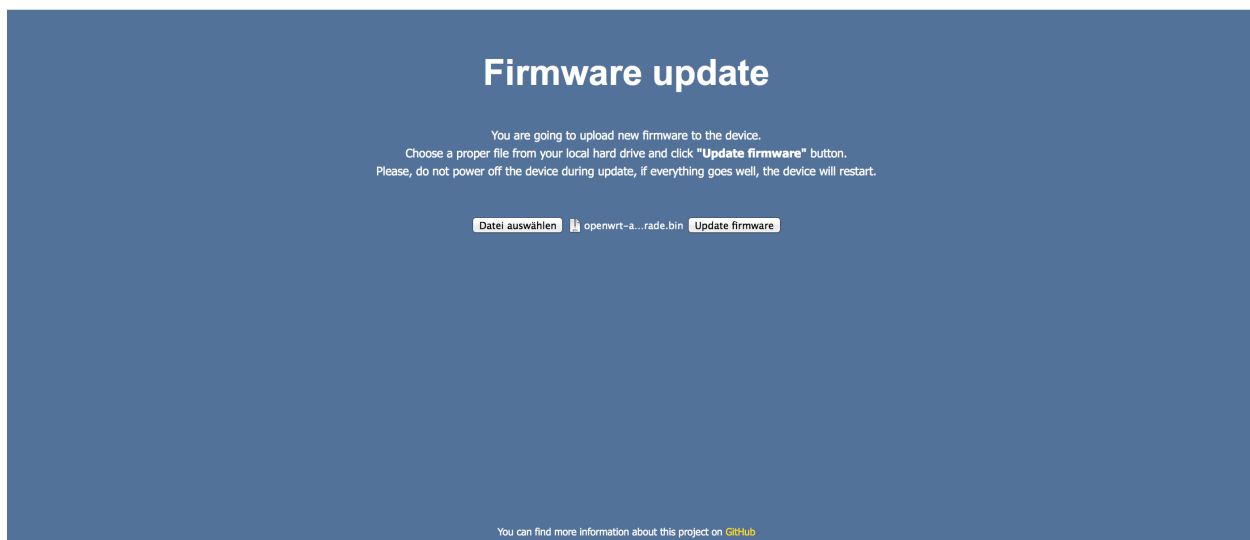 Firmware update
You are going to upload new firmware to the device.
Choose a proper file from your local hard drive and click "Update firmware" button.
Please, do not power off the device during update, if everything goes well, the device will restart.
Datei auswählen openwrt-a...rade.bin Update firmware
You can find more information about this project on GitHub